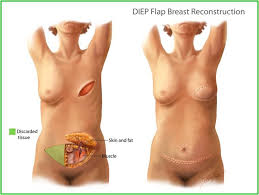 DIEP Flap Breast Reconstruction
Discarded
tissue
Skin and fat
Muscle